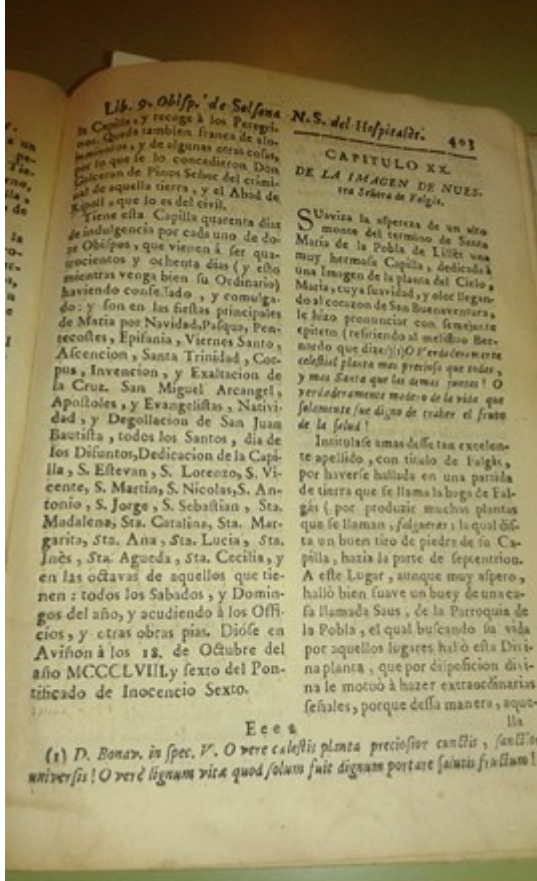 Lib. 9. Obisp. de Solsona
N.S. del Hospitalèr.
403
la Capilla, y recoge à los Peregri-
nos. Queda tambien franca de alo-
jamientos, y de algunas otras cosas,
por lo que se lo concedieron Don
Galceran de Pinos Señor del crimi-
nal de aquella tierra, y el Abad de
Ripoll, que lo es del civil.
Tiene esta Capilla quarenta dias
de indulgencia por cada uno de do-
ze Obispos, que vienen à ser qua-
trocientos y ochenta dias (y esto
mientras venga bien su Ordinario)
haviendo confessado, y comulga-
do: y son en las fiestas principales
de Maria por Navidad, Pasqua, Pen-
tecostes, Epifania, Viernes Santo,
Ascencion, Santa Trinidad, Cor-
pus, Invencion, y Exaltacion de
la Cruz. San Miguel Arcangel,
Apostoles, y Evangelistas, Nativi-
dad, y Degollacion de San Juan
Bautista, todos los Santos, dia de
los Difuntos, Dedicacion de la Capi-
lla, S. Estevan, S. Lorenzo, S. Vi-
cente, S. Martin, S. Nicolas, S. An-
tonio, S. Jorge, S. Sebastian, Sta.
Madalena, Sta. Catalina, Sta. Mar-
garita, Sta. Ana, Sta. Lucia, Sta.
Inès, Sta. Agueda, Sta. Cecilia, y
en las octavas de aquellos que tie-
nen: todos los Sabados, y Domin-
gos del año, y acudiendo à los Offi-
cios, y otras obras pias. Dióse en
Aviñon à los 18. de Octubre del
año MCCCLVIII. y sexto del Pon-
tificado de Inocencio Sexto.
CAPITULO XX.
DE LA IMAGEN DE NUES-
tra Señora de Falgàs.
SUaviza la aspereza de un alto
monte del termino de Santa
Maria de la Pobla de Lillèt una
muy hermosa Capilla, dedicada à
una Imagen de la planta del Cielo,
Maria, cuya suavidad, y olor llegan-
do al corazon de San Buenaventura,
le hizo pronunciar con semejante
epiteto (refiriendo al melifluo Ber-
nardo que dize:)(1) O verdaderamente
celestial planta mas preciosa que todas,
y mas Santa que las demas juntas! O
verdaderamente madero de la vida que
solamente fue digno de traher el fruto
de la salud!
Intitulase a mas desse tan excelen-
te apellido, con titulo de Falgàs,
por haverse hallada en una partida
de tierra que se llama la baga de Fal-
gàs (por produzir muchas plantas
que se llaman, falgueres: la qual dis-
ta un buen tiro de piedra de su Ca-
pilla, hazia la parte de septentrion.
A este Lugar, aunque muy aspero,
halló bien suave un buey de una ca-
sa llamada Saus, de la Parroquia de
la Pobla, el qual buscando su vida
por aquellos lugares halló esta Divi-
na planta, que por disposicion divi-
na le motuò à hazer extraordinarias
señales, porque dessa manera, aque-
lla
Eee 2
(1) D. Bonav. in spec. V. O vere cælestis planta preciosior cunctis, sanctior
universis! O verè lignum vitæ quod solum fuit dignum portare salutis fructum!